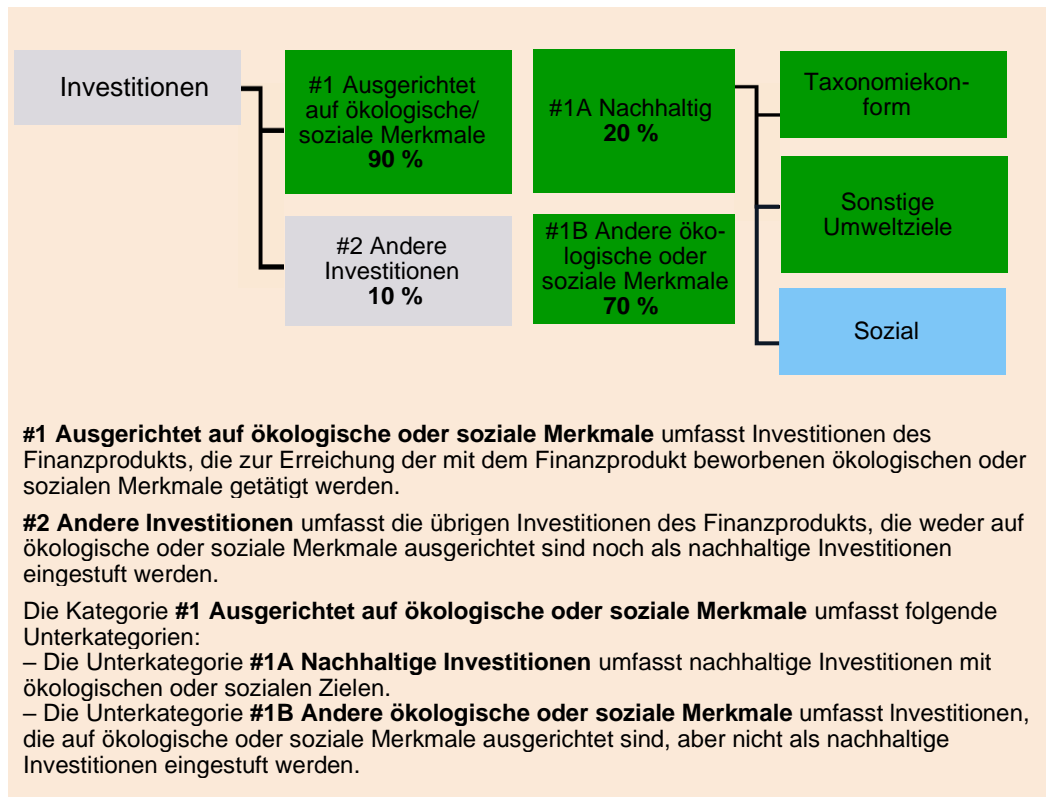 Investitionen
#1 Ausgerichtet
auf ökologische/
soziale Merkmale
90 %
#2 Andere
Investitionen
10 %
#1A Nachhaltig
20 %
#1B Andere öko-
logische oder
soziale Merkmale
70 %
Taxonomiekon-
form
Sonstige
Umweltziele
Sozial
#1 Ausgerichtet auf ökologische oder soziale Merkmale umfasst Investitionen des
Finanzprodukts, die zur Erreichung der mit dem Finanzprodukt beworbenen ökologischen oder
sozialen Merkmale getätigt werden.
#2 Andere Investitionen umfasst die übrigen Investitionen des Finanzprodukts, die weder auf
ökologische oder soziale Merkmale ausgerichtet sind noch als nachhaltige Investitionen
eingestuft werden.
Die Kategorie #1 Ausgerichtet auf ökologische oder soziale Merkmale umfasst folgende
Unterkategorien:
– Die Unterkategorie #1A Nachhaltige Investitionen umfasst nachhaltige Investitionen mit
ökologischen oder sozialen Zielen.
– Die Unterkategorie #1B Andere ökologische oder soziale Merkmale umfasst Investitionen,
die auf ökologische oder soziale Merkmale ausgerichtet sind, aber nicht als nachhaltige
Investitionen eingestuft werden.